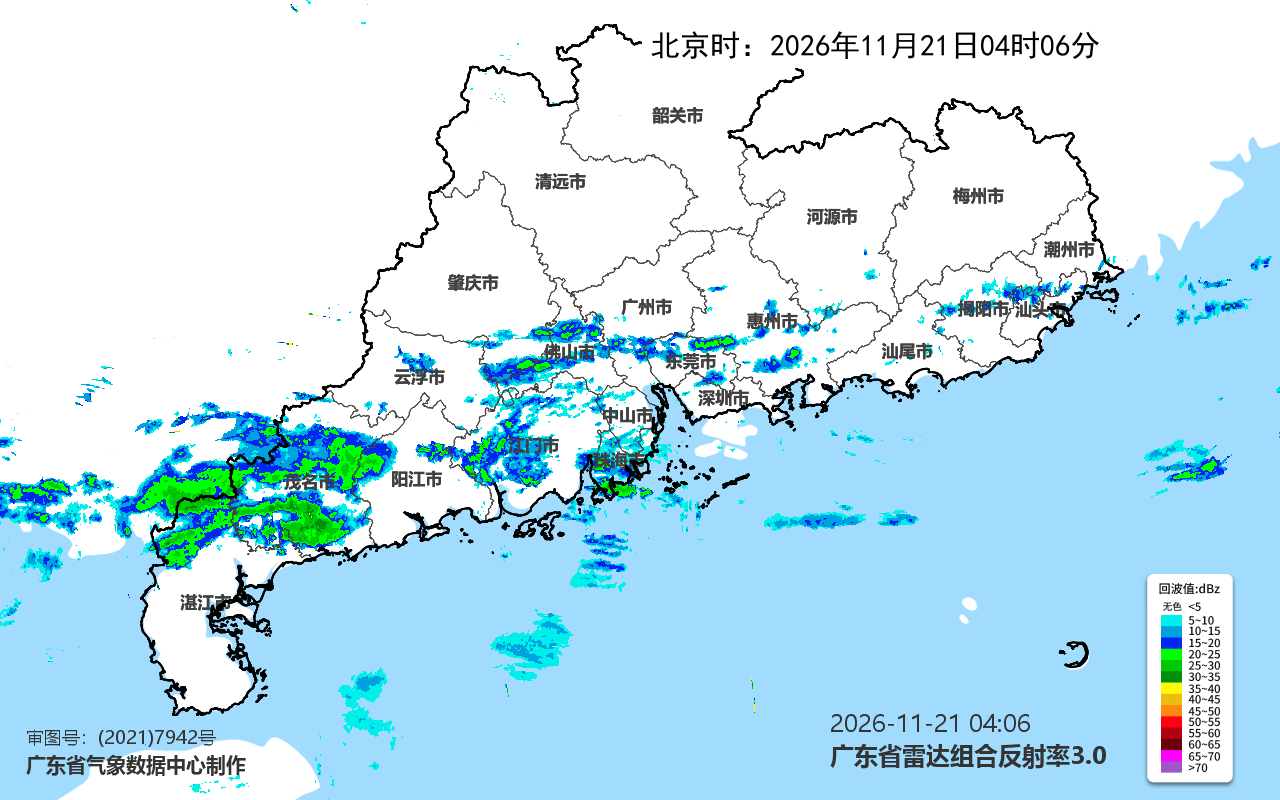 北京时：2026年11月21日04时06分
韶关市
清远市
梅州市
河源市
潮州市
肇庆市
广州市
惠州市
揭阳市
汕头市
佛山市
东莞市
汕尾市
云浮市
深圳市
中山市
江门市
珠海市
茂名市
阳江市
湛江市
回波值:dBz
无色 <5
5~10
10~15
15~20
20~25
25~30
30~35
35~40
40~45
45~50
50~55
55~60
60~65
65~70
>70
2026-11-21 04:06
广东省雷达组合反射率3.0
审图号：(2021)7942号
广东省气象数据中心制作